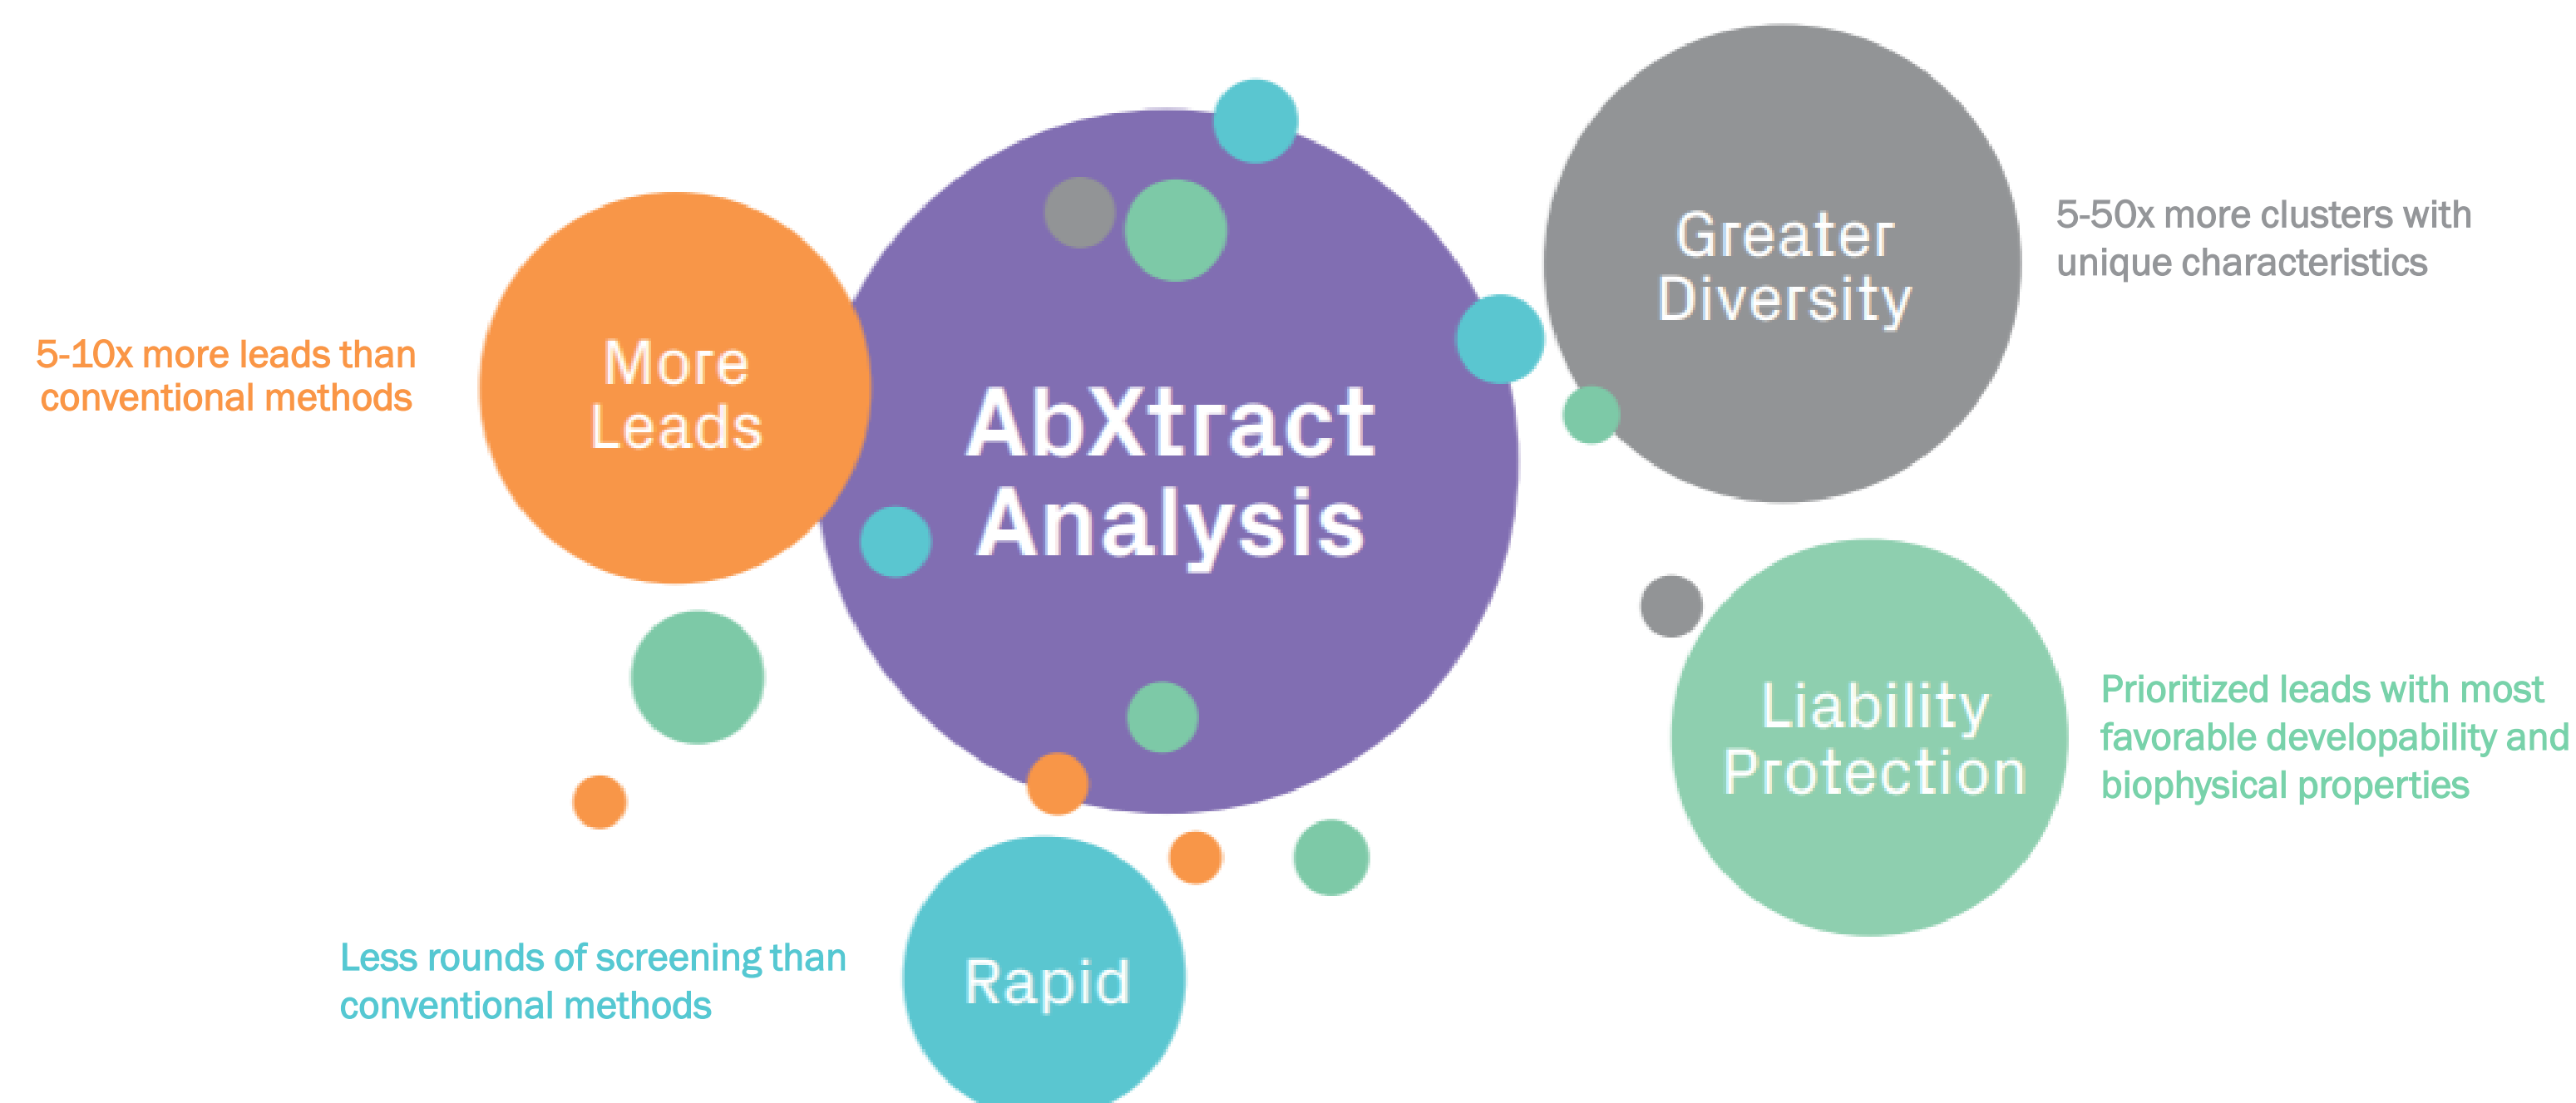 5-10x more leads than
conventional methods
More
Leads
AbXtract
Analysis
Greater
Diversity
5-50x more clusters with
unique characteristics
Liability
Protection
Prioritized leads with most
favorable developability and
biophysical properties
Less rounds of screening than
conventional methods
Rapid